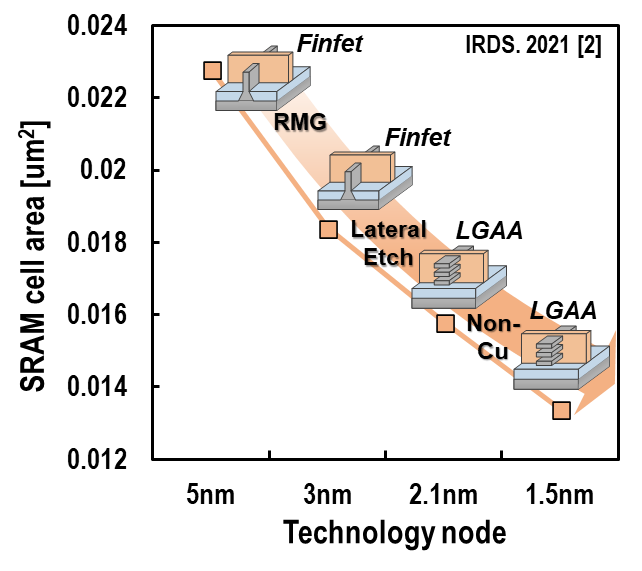 0.024
0.022
0.02
0.018
0.016
0.014
0.012
SRAM cell area [um²]
IRDS. 2021 [2]
Finfet
RMG
Finfet
Lateral
Etch
LGAA
Non-
Cu
LGAA
5nm 3nm 2.1nm 1.5nm
Technology node